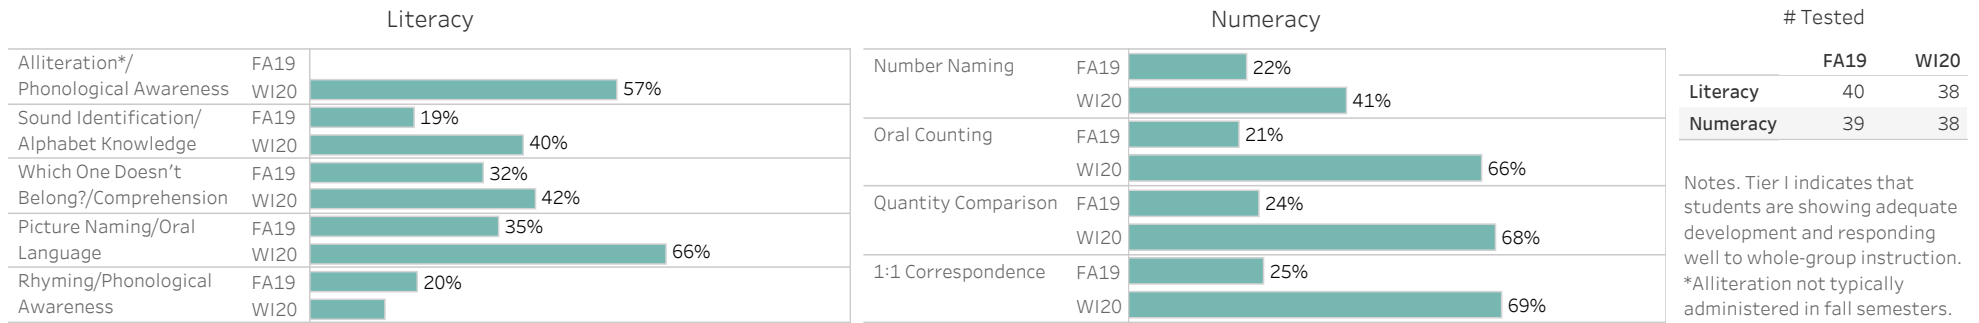 Literacy
Alliteration*/
Phonological Awareness
FA19
WI20 57%
Sound Identification/
Alphabet Knowledge
FA19 19%
WI20 40%
Which One Doesn't
Belong?/Comprehension
FA19 32%
WI20 42%
Picture Naming/Oral
Language
FA19 35%
WI20 66%
Rhyming/Phonological
Awareness
FA19 20%
WI20
Numeracy
Number Naming
FA19 22%
WI20 41%
Oral Counting
FA19 21%
WI20 66%
Quantity Comparison
FA19 24%
WI20 68%
1:1 Correspondence
FA19 25%
WI20 69%
# Tested
FA19 WI20
Literacy 40 38
Numeracy 39 38
Notes. Tier I indicates that
students are showing adequate
development and responding
well to whole-group instruction.
*Alliteration not typically
administered in fall semesters.